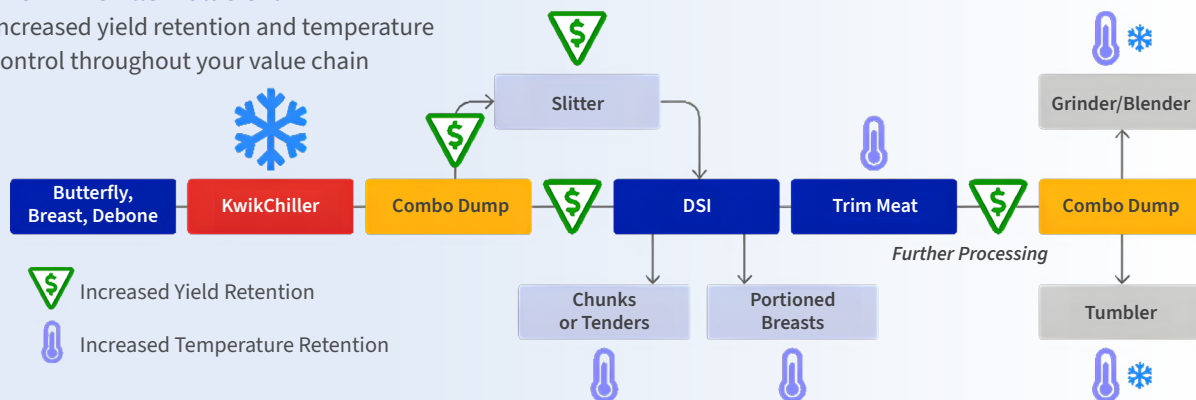 ncreased yield retention and temperature
ontrol throughout your value chain
Slitter
Grinder/Blender
Butterfly,
Breast, Debone
KwikChiller
Combo Dump
DSI
Trim Meat
Combo Dump
Further Processing
Increased Yield Retention
Chunks
or Tenders
Portioned
Breasts
Tumbler
Increased Temperature Retention